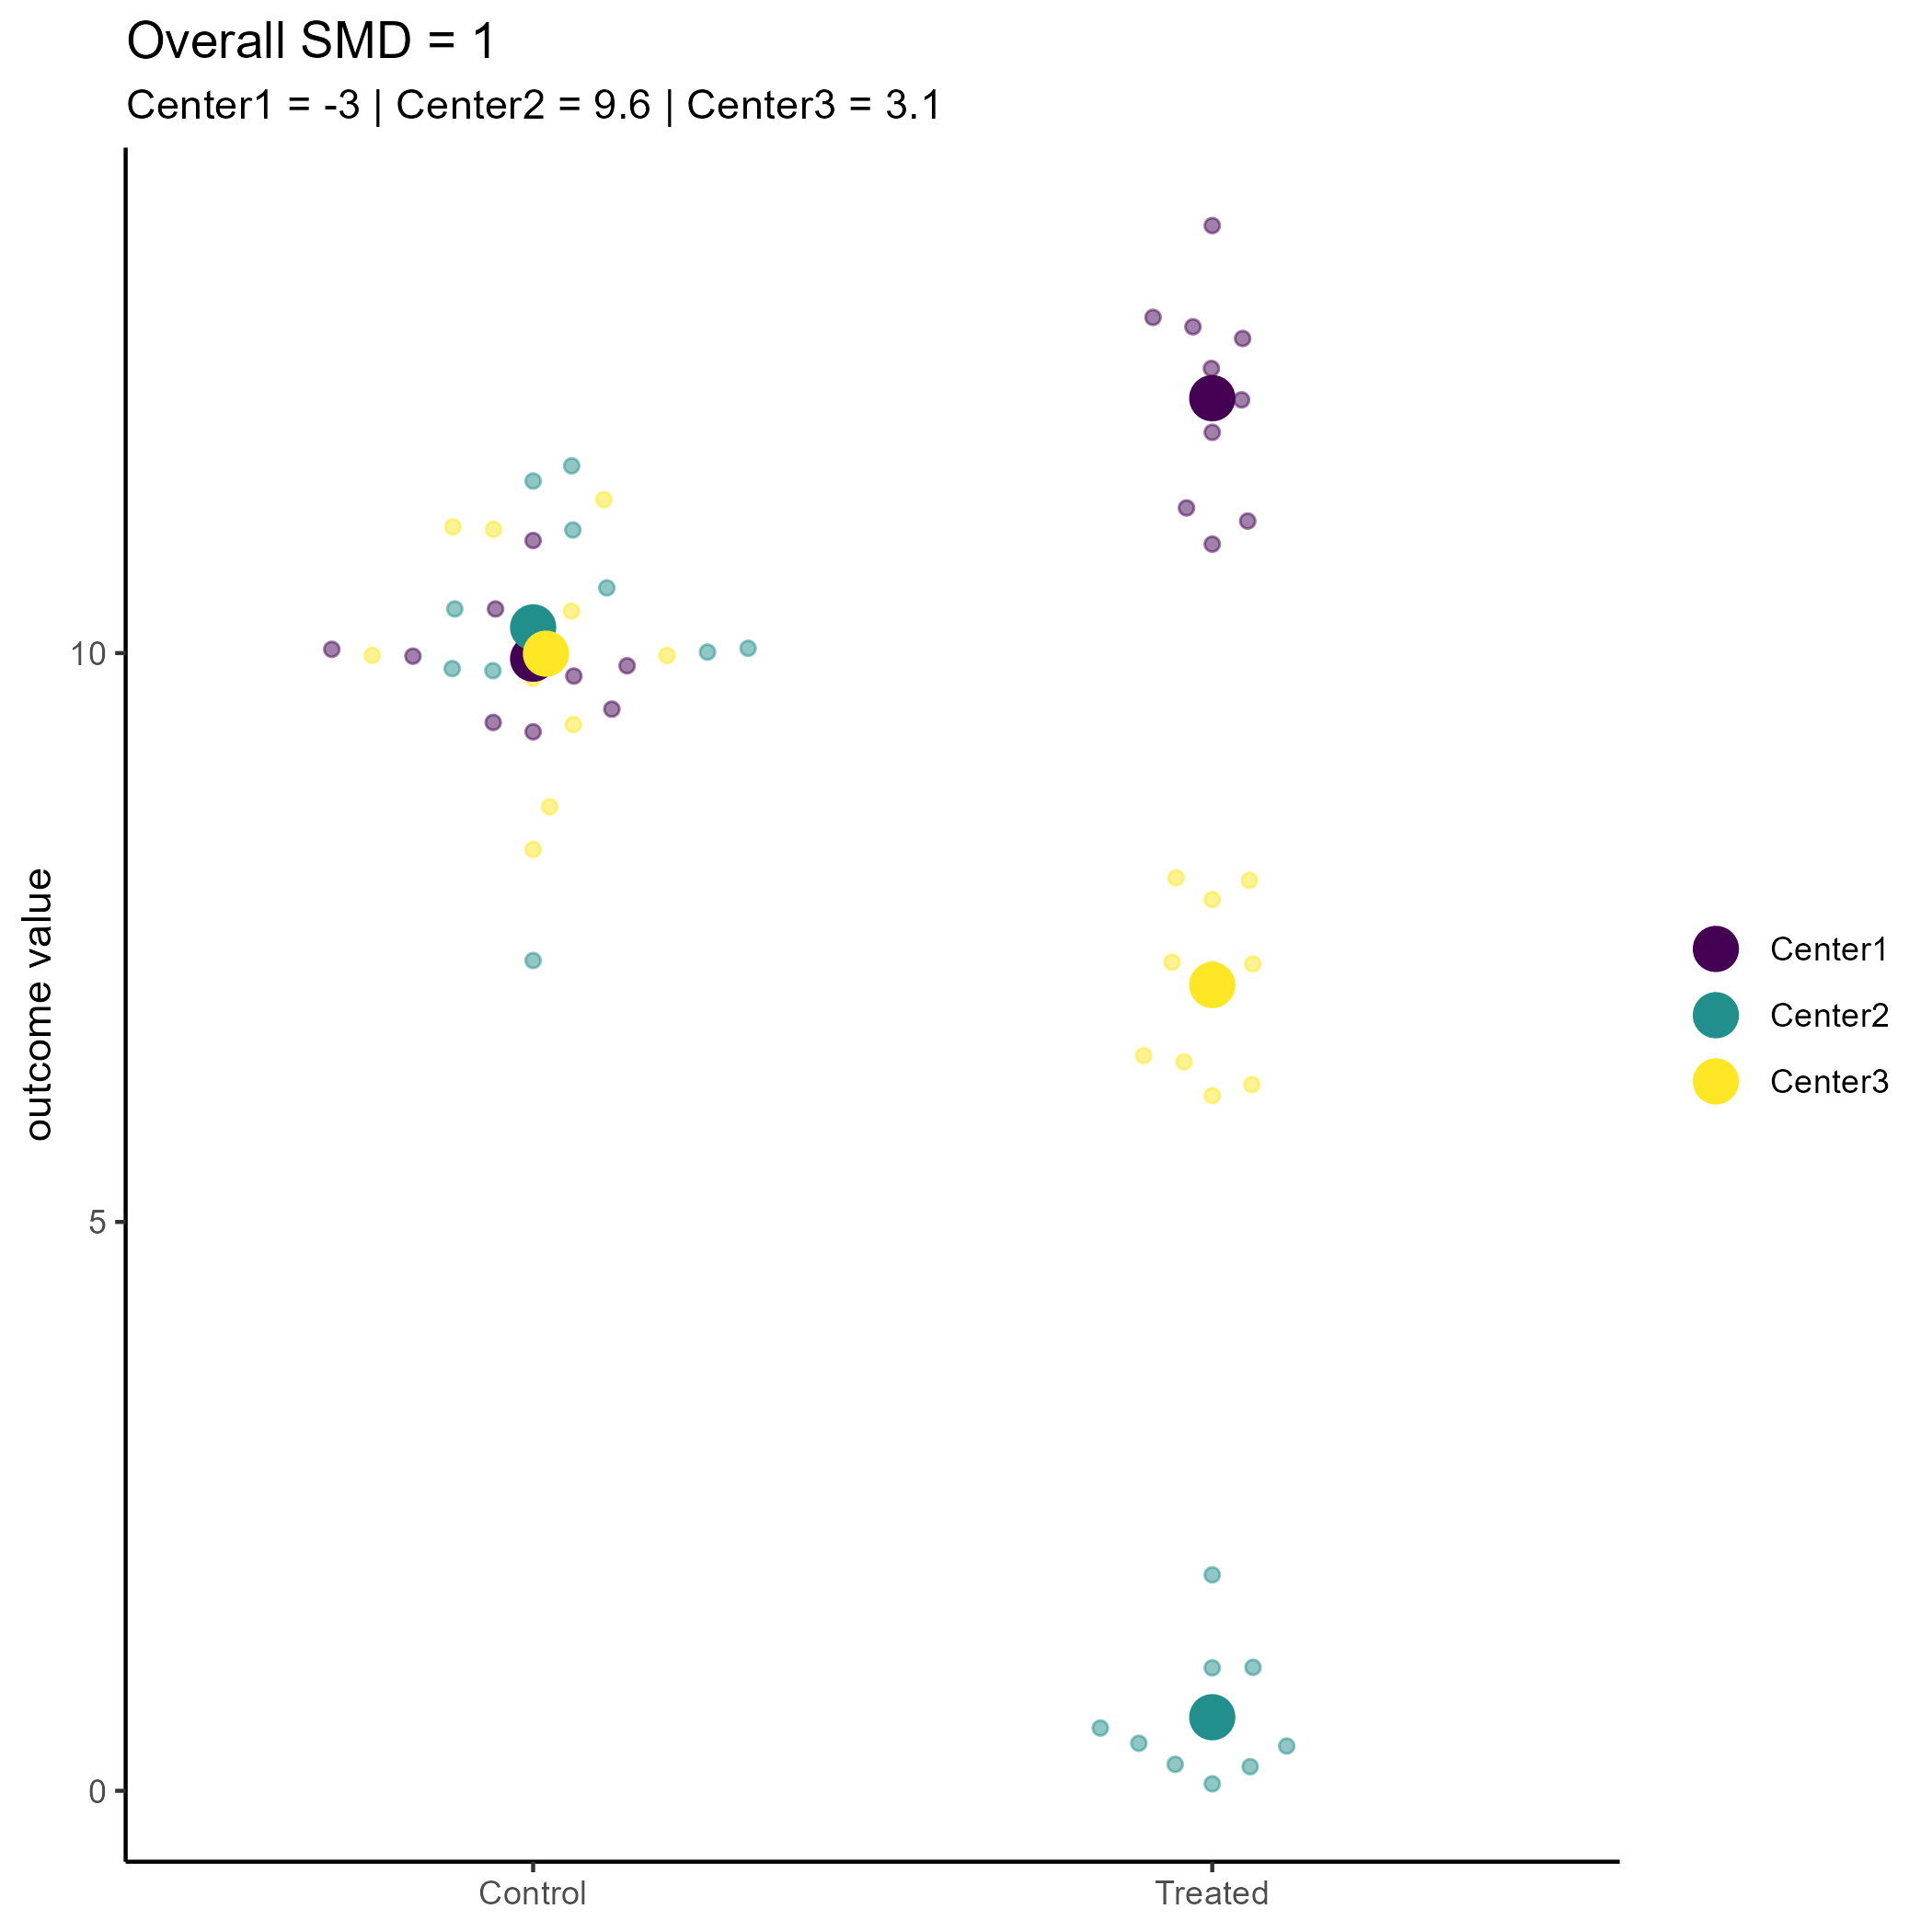 Overall SMD = 1
Center1 = -3 | Center2 = 9.6 | Center3 = 3.1
outcome value
10
5
0
Control
Treated
Center1
Center2
Center3